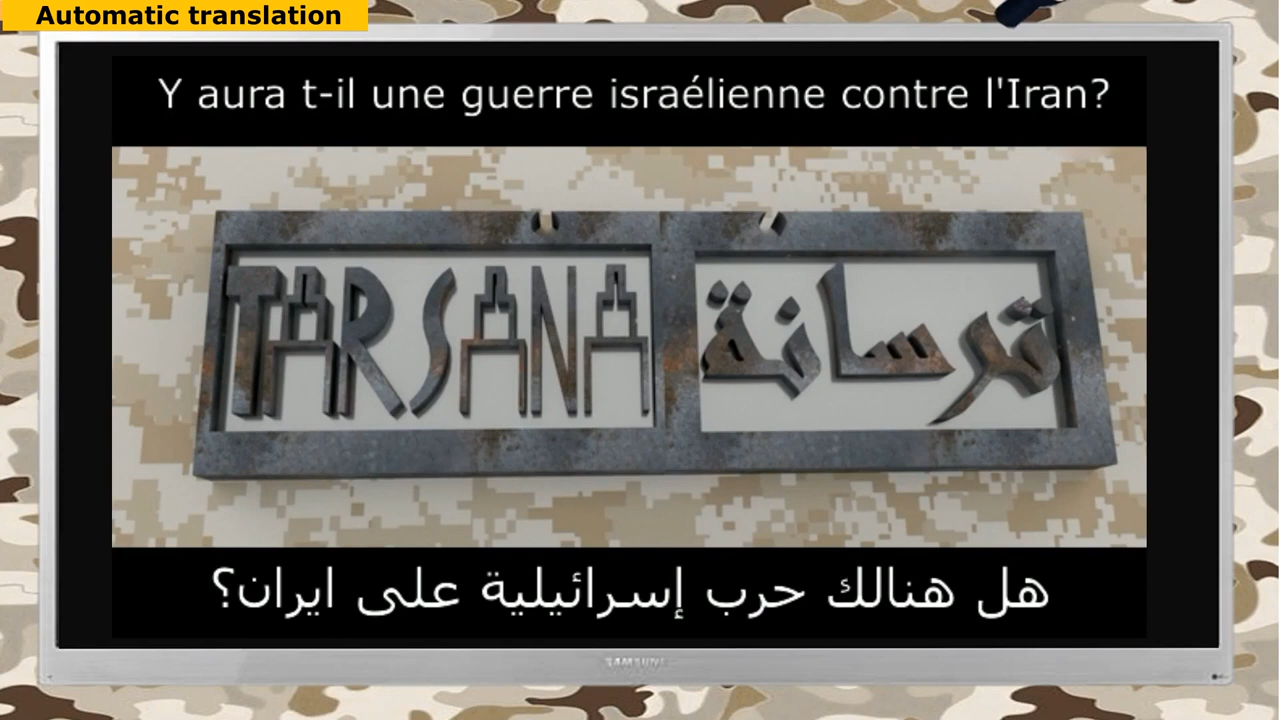 Automatic translation
Y aura t-il une guerre israélienne contre l'Iran?
TARSANA ترسانة
هل هنالك حرب إسرائيلية على ايران؟
SAMSUNG